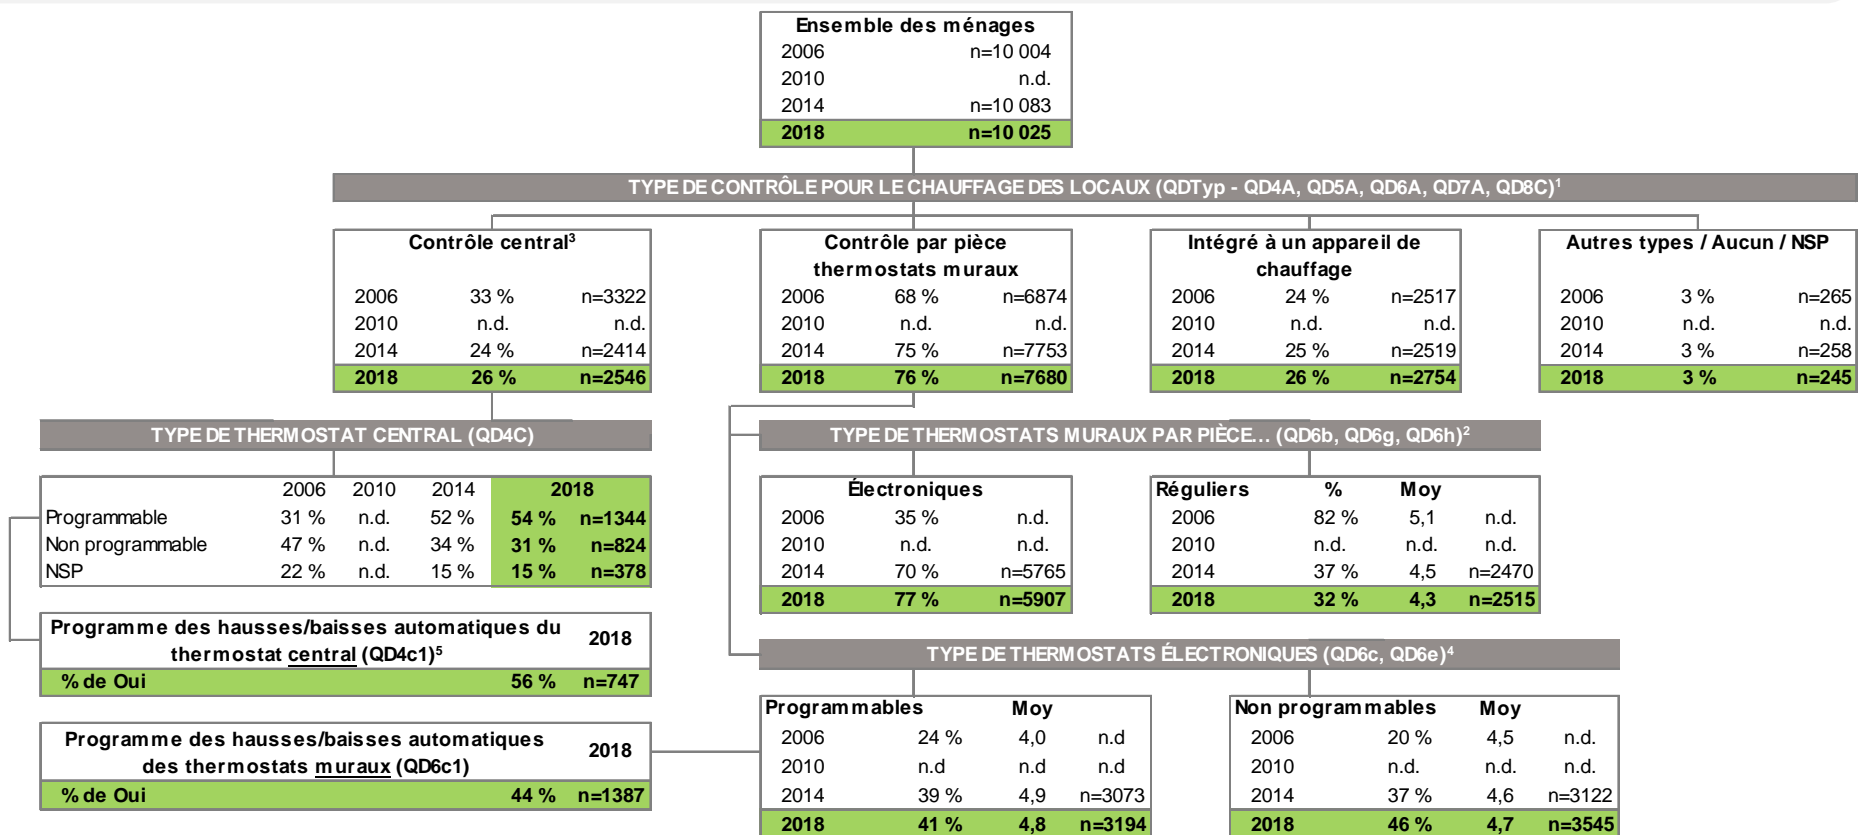 Ensemble des ménages
2006 n=10 004
2010 n.d.
2014 n=10 083
2018 n=10 025
TYPE DE CONTRÔLE POUR LE CHAUFFAGE DES LOCAUX (QDTyp - QD4A, QD5A, QD6A, QD7A, QD8C)¹
Contrôle central³
2006 33 % n=3322
2010 n.d. n.d.
2014 24 % n=2414
2018 26 % n=2546
Contrôle par pièce
thermostats muraux
2006 68 % n=6874
2010 n.d. n.d.
2014 75 % n=7753
2018 76 % n=7680
Intégré à un appareil de
chauffage
2006 24 % n=2517
2010 n.d. n.d.
2014 25 % n=2519
2018 26 % n=2754
Autres types / Aucun / NSP
2006 3 % n=265
2010 n.d. n.d.
2014 3 % n=258
2018 3 % n=245
TYPE DE THERMOSTAT CENTRAL (QD4C)
2006 2010 2014 2018
Programmable 31 % n.d. 52 % 54 % n=1344
Non programmable 47 % n.d. 34 % 31 % n=824
NSP 22 % n.d. 15 % 15 % n=378
Programme des hausses/baisses automatiques du
thermostat central (QD4c1)⁵ 2018
% de Oui 56 % n=747
Programme des hausses/baisses automatiques
des thermostats muraux (QD6c1) 2018
% de Oui 44 % n=1387
TYPE DE THERMOSTATS MURAUX PAR PIÈCE… (QD6b, QD6g, QD6h)²
Électroniques
2006 35 % n.d.
2010 n.d. n.d.
2014 70 % n=5765
2018 77 % n=5907
Réguliers % Moy
2006 82 % 5,1 n.d.
2010 n.d. n.d. n.d.
2014 37 % 4,5 n=2470
2018 32 % 4,3 n=2515
TYPE DE THERMOSTATS ÉLECTRONIQUES (QD6c, QD6e)⁴
Programmables Moy
2006 24 % 4,0 n.d
2010 n.d n.d n.d
2014 39 % 4,9 n=3073
2018 41 % 4,8 n=3194
Non programmables Moy
2006 20 % 4,5 n.d.
2010 n.d. n.d. n.d.
2014 37 % 4,6 n=3122
2018 46 % 4,7 n=3545